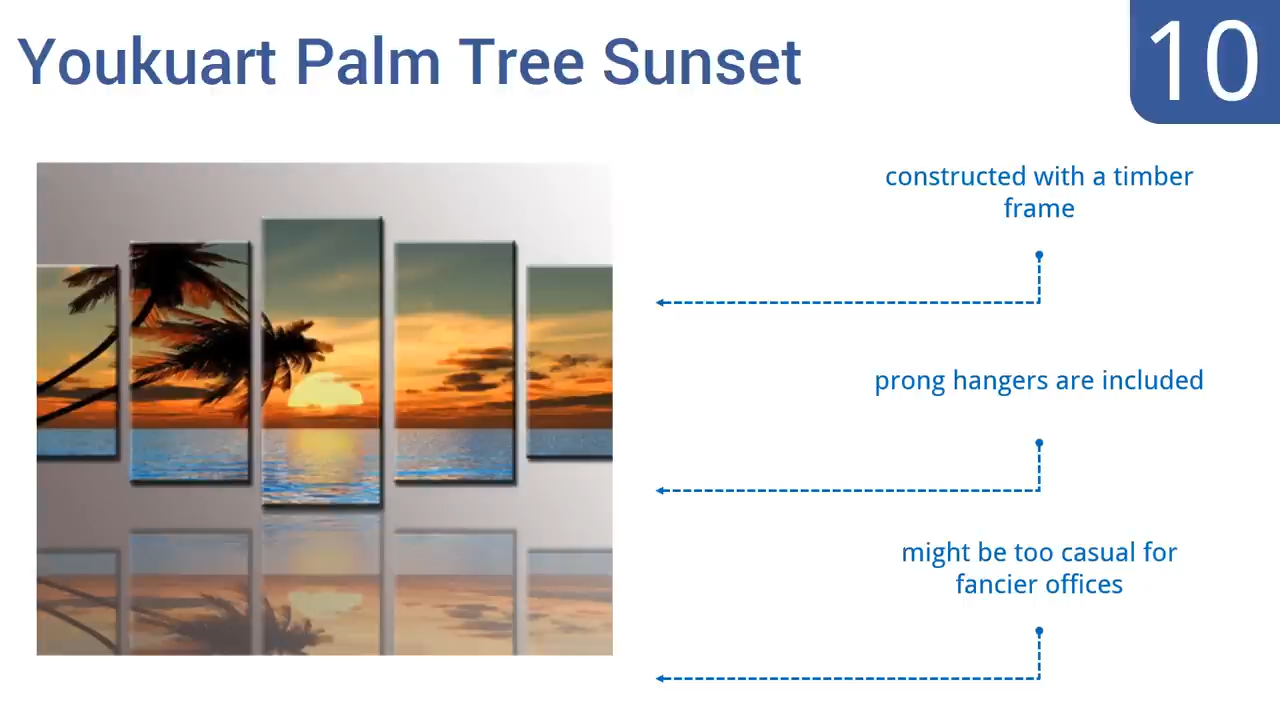 Youkuart Palm Tree Sunset
10
constructed with a timber
frame
prong hangers are included
might be too casual for
fancier offices